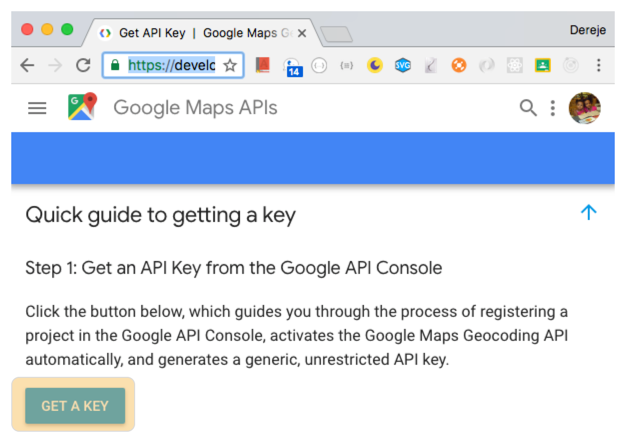 Get API Key | Google Maps G
Dereje
https://develo
14
SVG
G
Google Maps APIs
Quick guide to getting a key
Step 1: Get an API Key from the Google API Console
Click the button below, which guides you through the process of registering a
project in the Google API Console, activates the Google Maps Geocoding API
automatically, and generates a generic, unrestricted API key.
GET A KEY